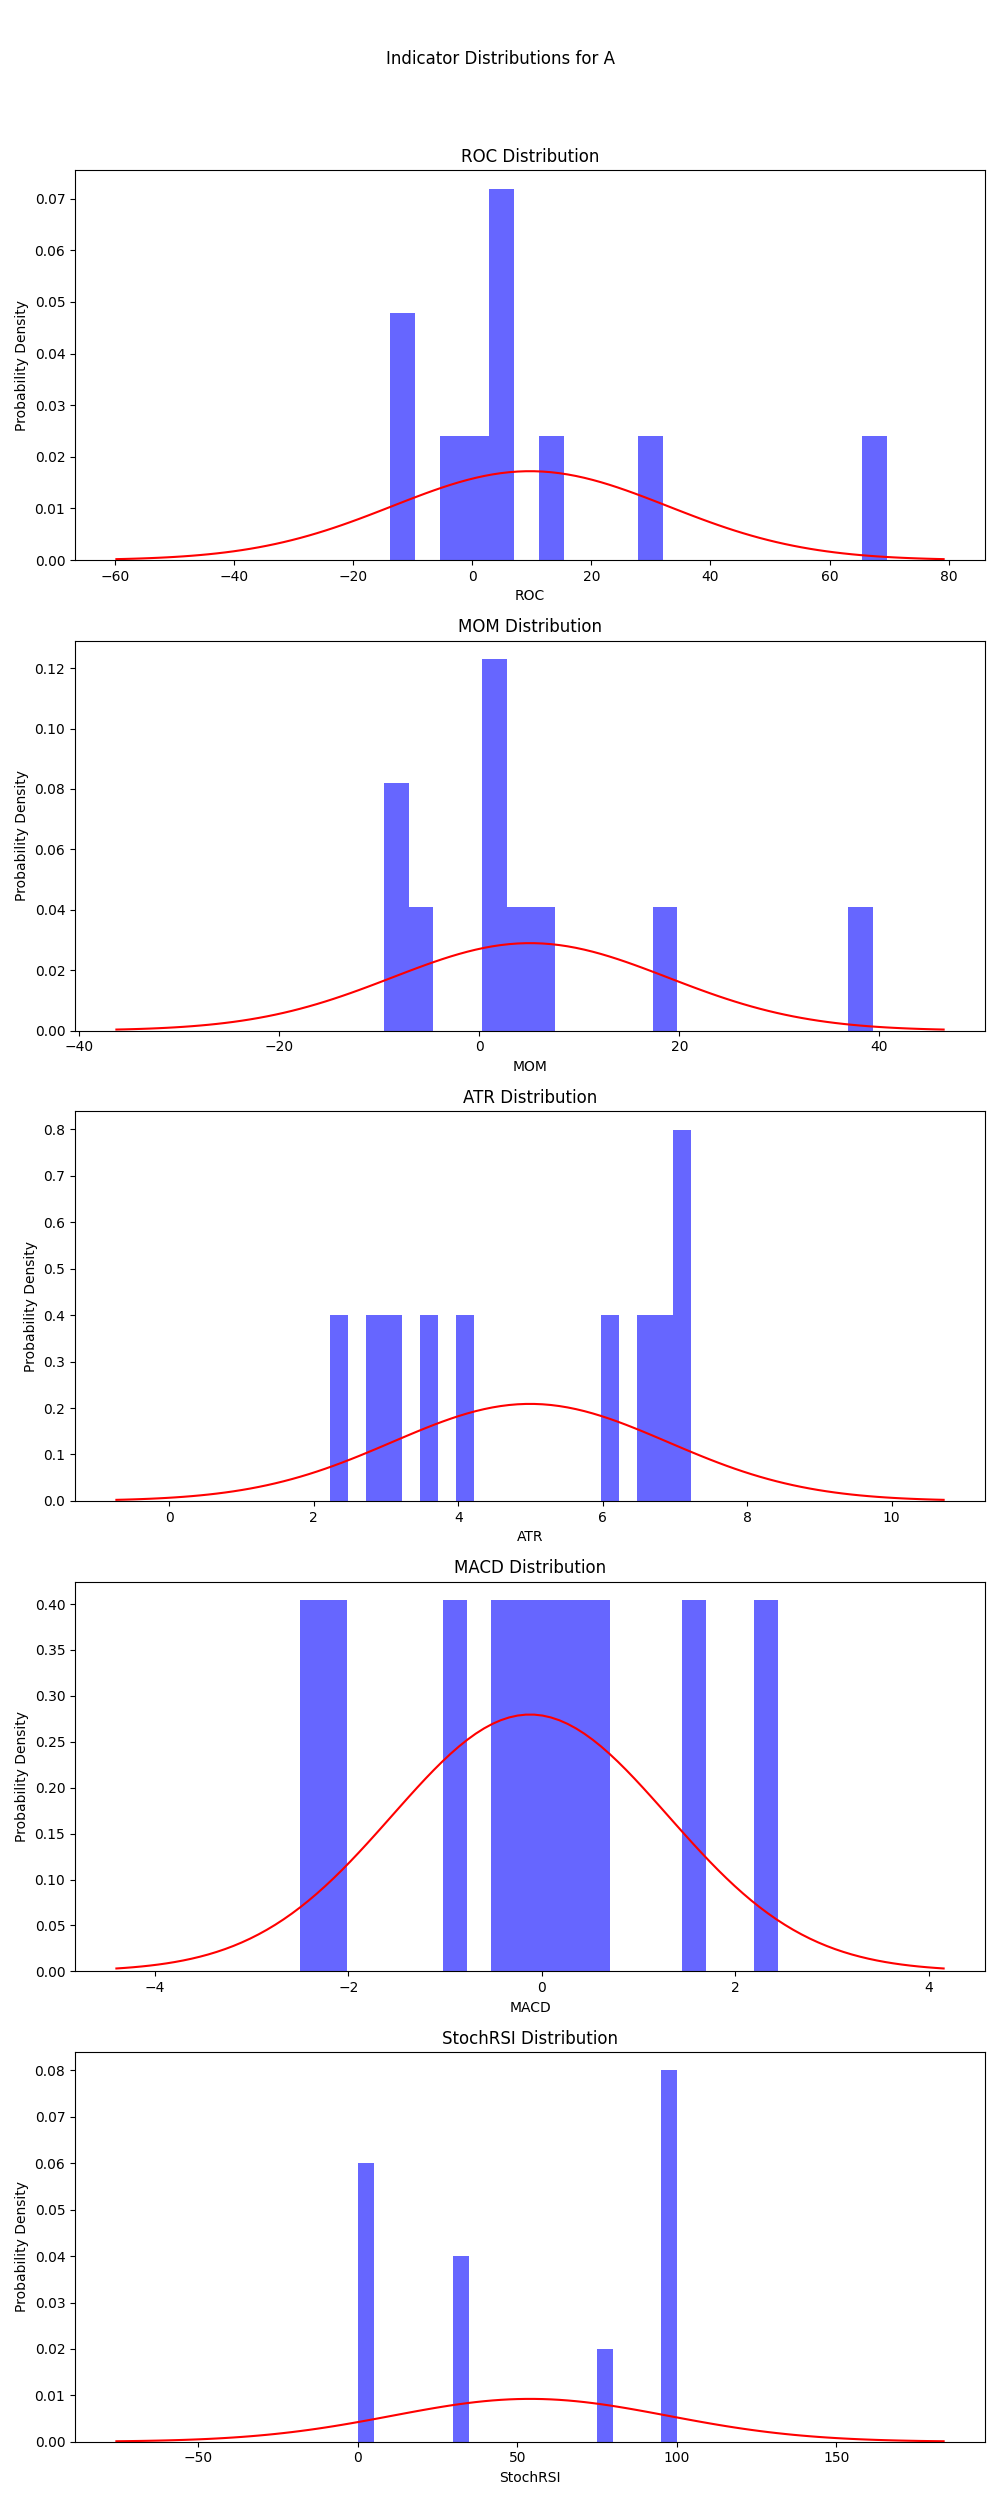 Indicator Distributions for A
ROC Distribution
Probability Density
0.07
0.06
0.05
0.04
0.03
0.02
0.01
0.00
−60 −40 −20 0 20 40 60 80
ROC
MOM Distribution
Probability Density
0.12
0.10
0.08
0.06
0.04
0.02
0.00
−40 −20 0 20 40
MOM
ATR Distribution
Probability Density
0.8
0.7
0.6
0.5
0.4
0.3
0.2
0.1
0.0
0 2 4 6 8 10
ATR
MACD Distribution
Probability Density
0.40
0.35
0.30
0.25
0.20
0.15
0.10
0.05
0.00
−4 −2 0 2 4
MACD
StochRSI Distribution
Probability Density
0.08
0.07
0.06
0.05
0.04
0.03
0.02
0.01
0.00
−50 0 50 100 150
StochRSI